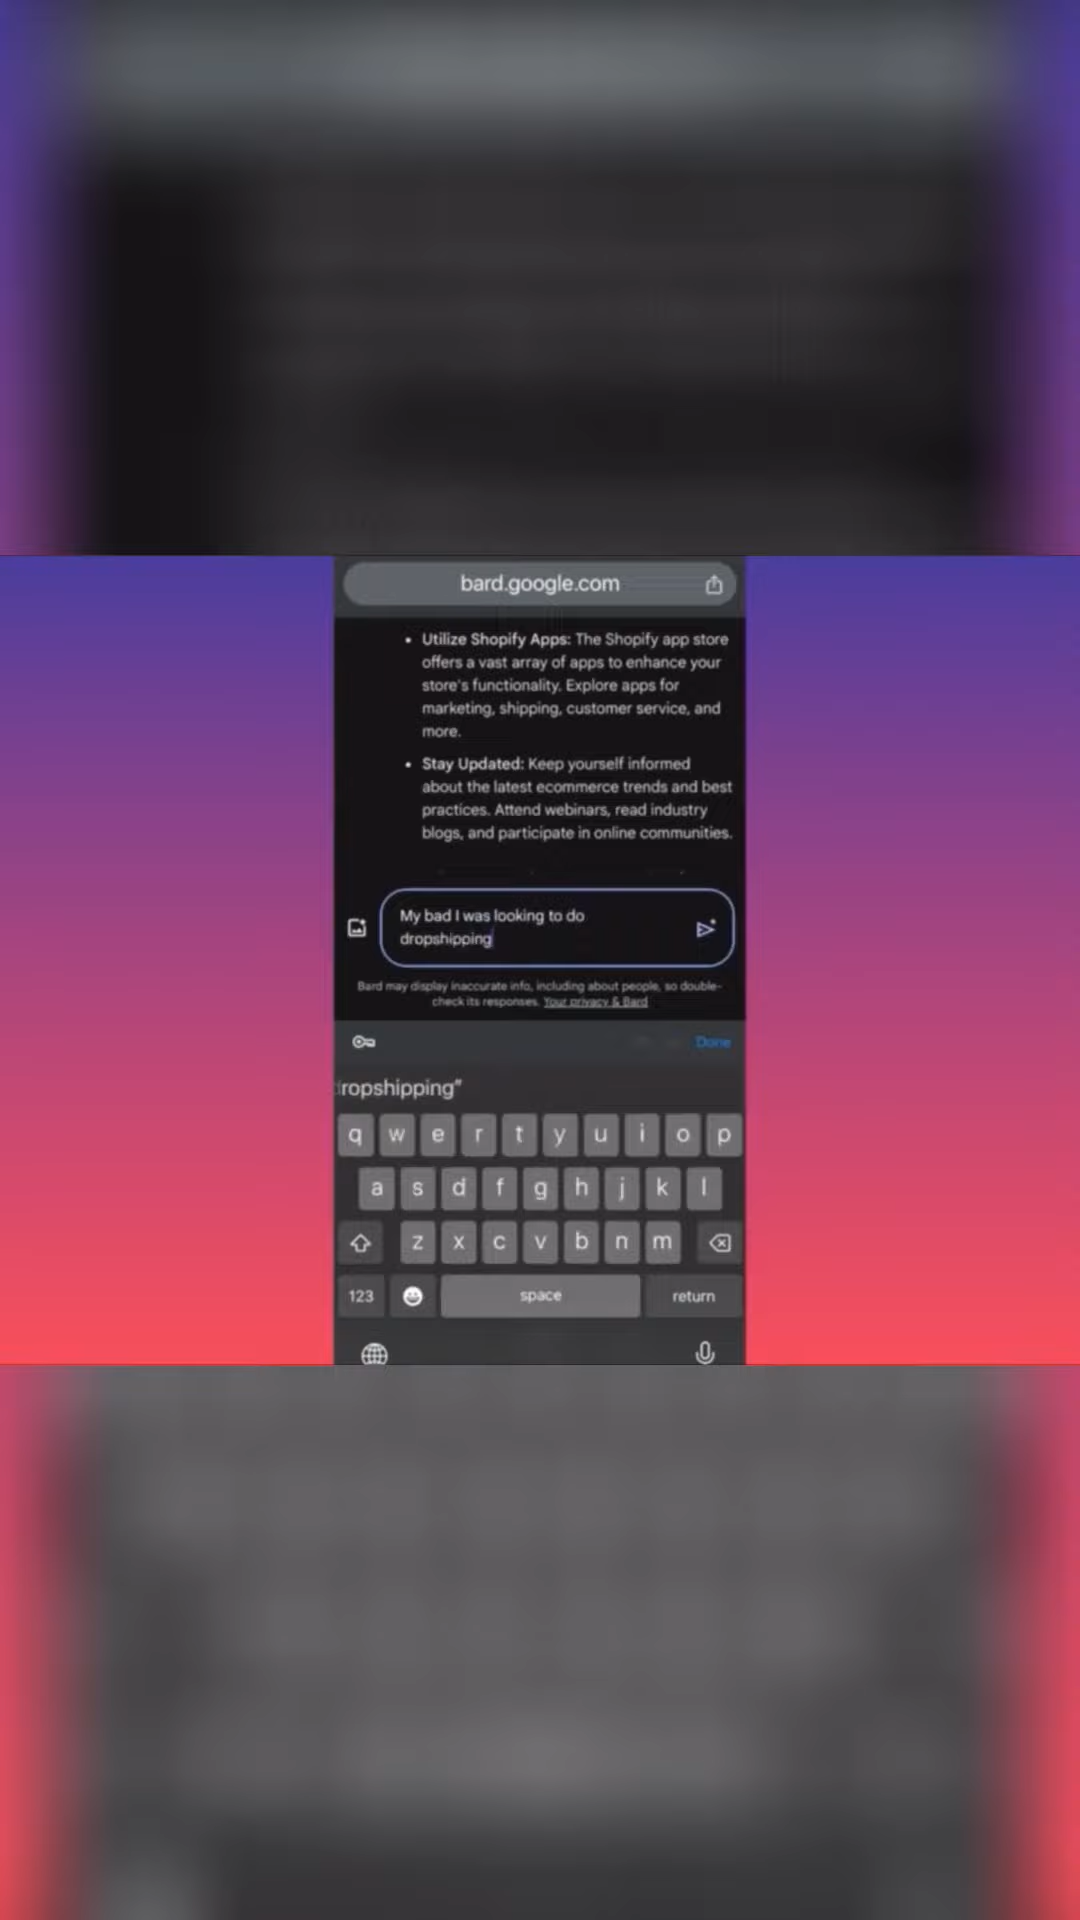 bard.google.com
• Utilize Shopify Apps: The Shopify app store
offers a vast array of apps to enhance your
store's functionality. Explore apps for
marketing, shipping, customer service, and
more.
• Stay Updated: Keep yourself informed
about the latest ecommerce trends and best
practices. Attend webinars, read industry
blogs, and participate in online communities.
My bad I was looking to do
dropshipping
Bard may display inaccurate info, including about people, so double-
check its responses. Your privacy & Bard
Done
ropshipping"
q w e r t y u i o p
a s d f g h j k l
z x c v b n m
123 space return